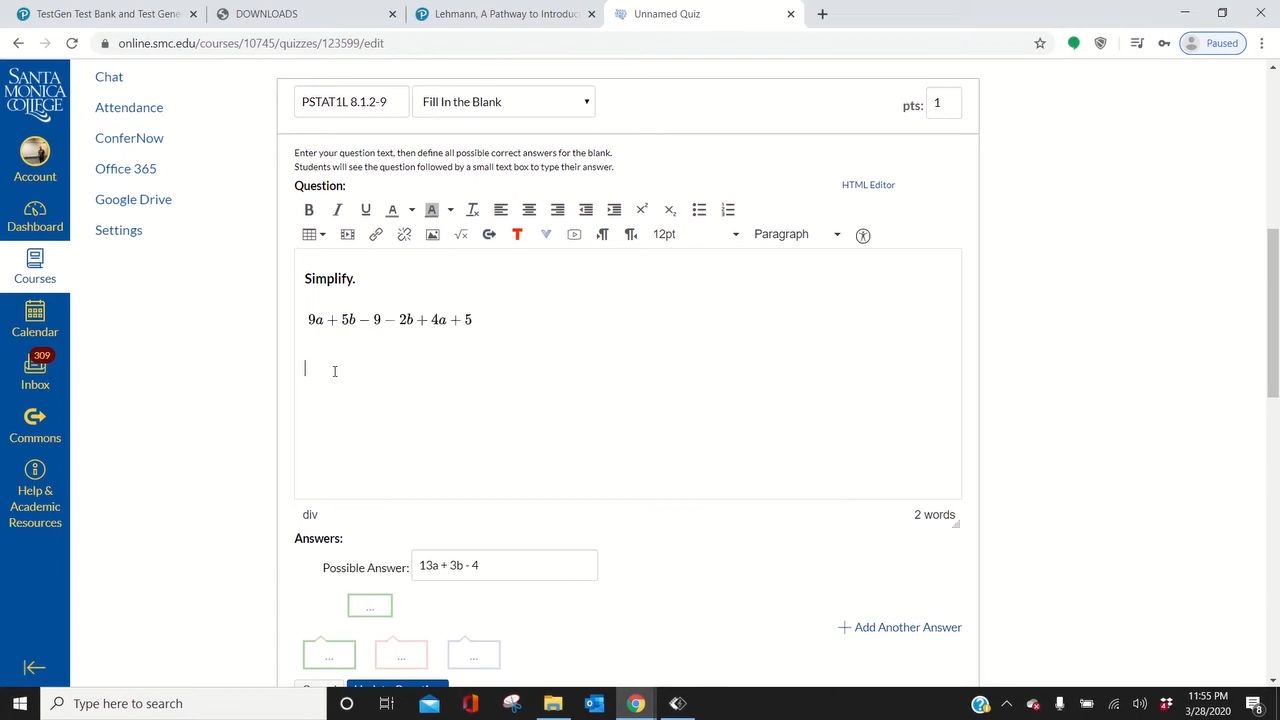 TestGen Test Bank and Test Gene
DOWNLOADS
Lehmann, A Pathway to Introduc
Unnamed Quiz
online.smc.edu/courses/10745/quizzes/123599/edit
Paused
SANTA MONICA COLLEGE
Account
Dashboard
Courses
Calendar
309
Inbox
Commons
Help & Academic Resources
Chat
Attendance
ConferNow
Office 365
Google Drive
Settings
PSTAT1L 8.1.2-9
Fill In the Blank
pts: 1
Enter your question text, then define all possible correct answers for the blank.
Students will see the question followed by a small text box to type their answer.
Question:
HTML Editor
12pt
Paragraph
Simplify.
9a + 5b − 9 − 2b + 4a + 5
div
2 words
Answers:
Possible Answer: 13a + 3b - 4
...
+ Add Another Answer
...
...
...
Type here to search
11:55 PM
3/28/2020
8